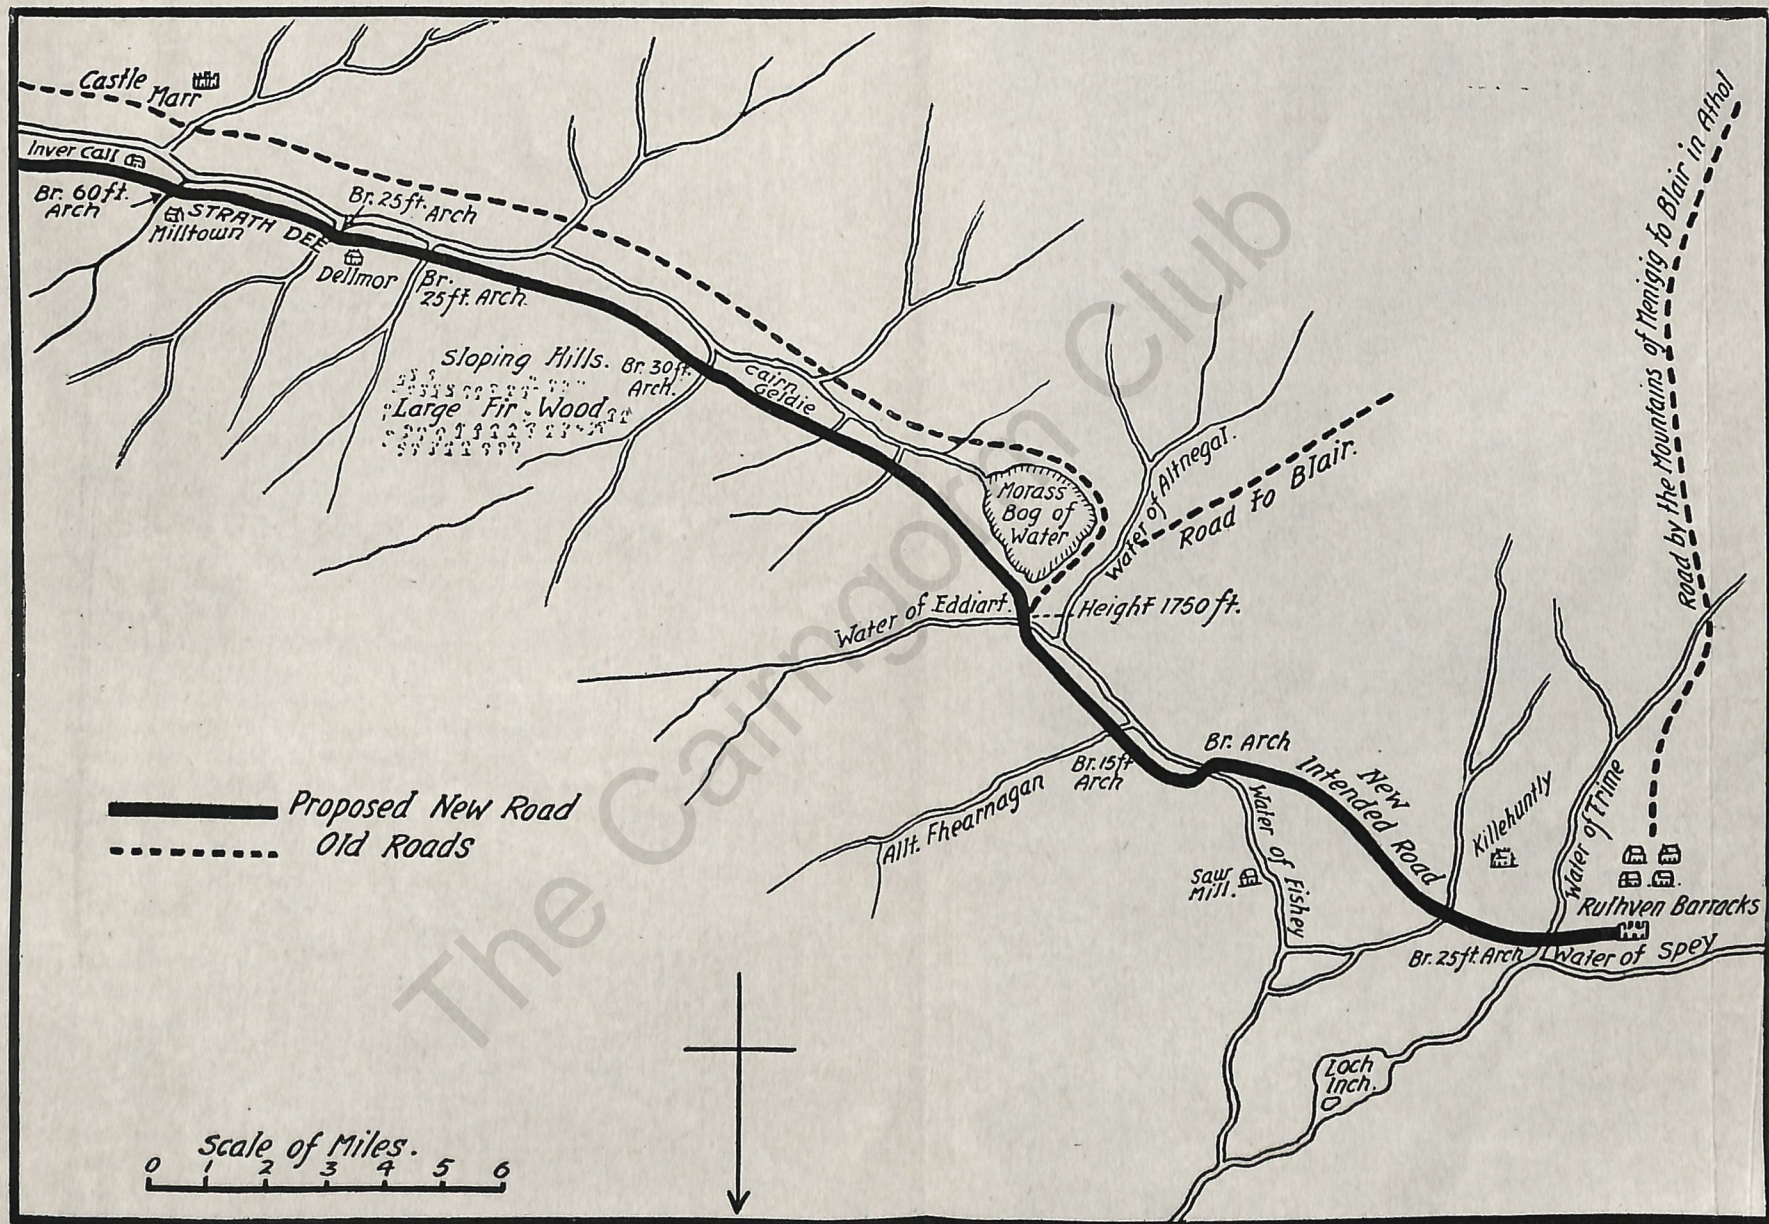 Castle
Marr
Inver Call
Br. 60ft.
Arch
STRATH DEE
Milltown
Br. 25ft. Arch
Dellmor
Br.
25ft. Arch.
Sloping Hills.
Large Fir Wood
Br. 30ft.
Arch.
Cairn
Geldie
Morass
Bog of
Water
Water of Altnegar.
Road to Blair.
Road by the Mountains of Menigig to Blair in Athol
Water of Eddiart.
Height 1750ft.
Br. 15ft
Arch
Allt. Fhearnagan
Br. Arch
New
Intended Road
Water of Fishey
Saw
Mill.
Killehuntly
Water of Trime
Ruthven Barracks
Br. 25ft. Arch
Water of Spey
Loch
Inch.
Proposed New Road
Old Roads
Scale of Miles.
0 1 2 3 4 5 6
The Cairngorm Club